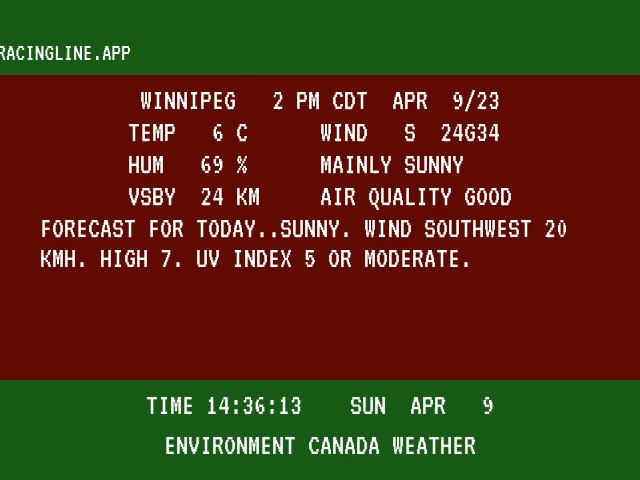 RACINGLINE.APP
WINNIPEG 2 PM CDT APR 9/23
TEMP 6 C WIND S 24G34
HUM 69 % MAINLY SUNNY
VSBY 24 KM AIR QUALITY GOOD
FORECAST FOR TODAY..SUNNY. WIND SOUTHWEST 20
KMH. HIGH 7. UV INDEX 5 OR MODERATE.
TIME 14:36:13 SUN APR 9
ENVIRONMENT CANADA WEATHER